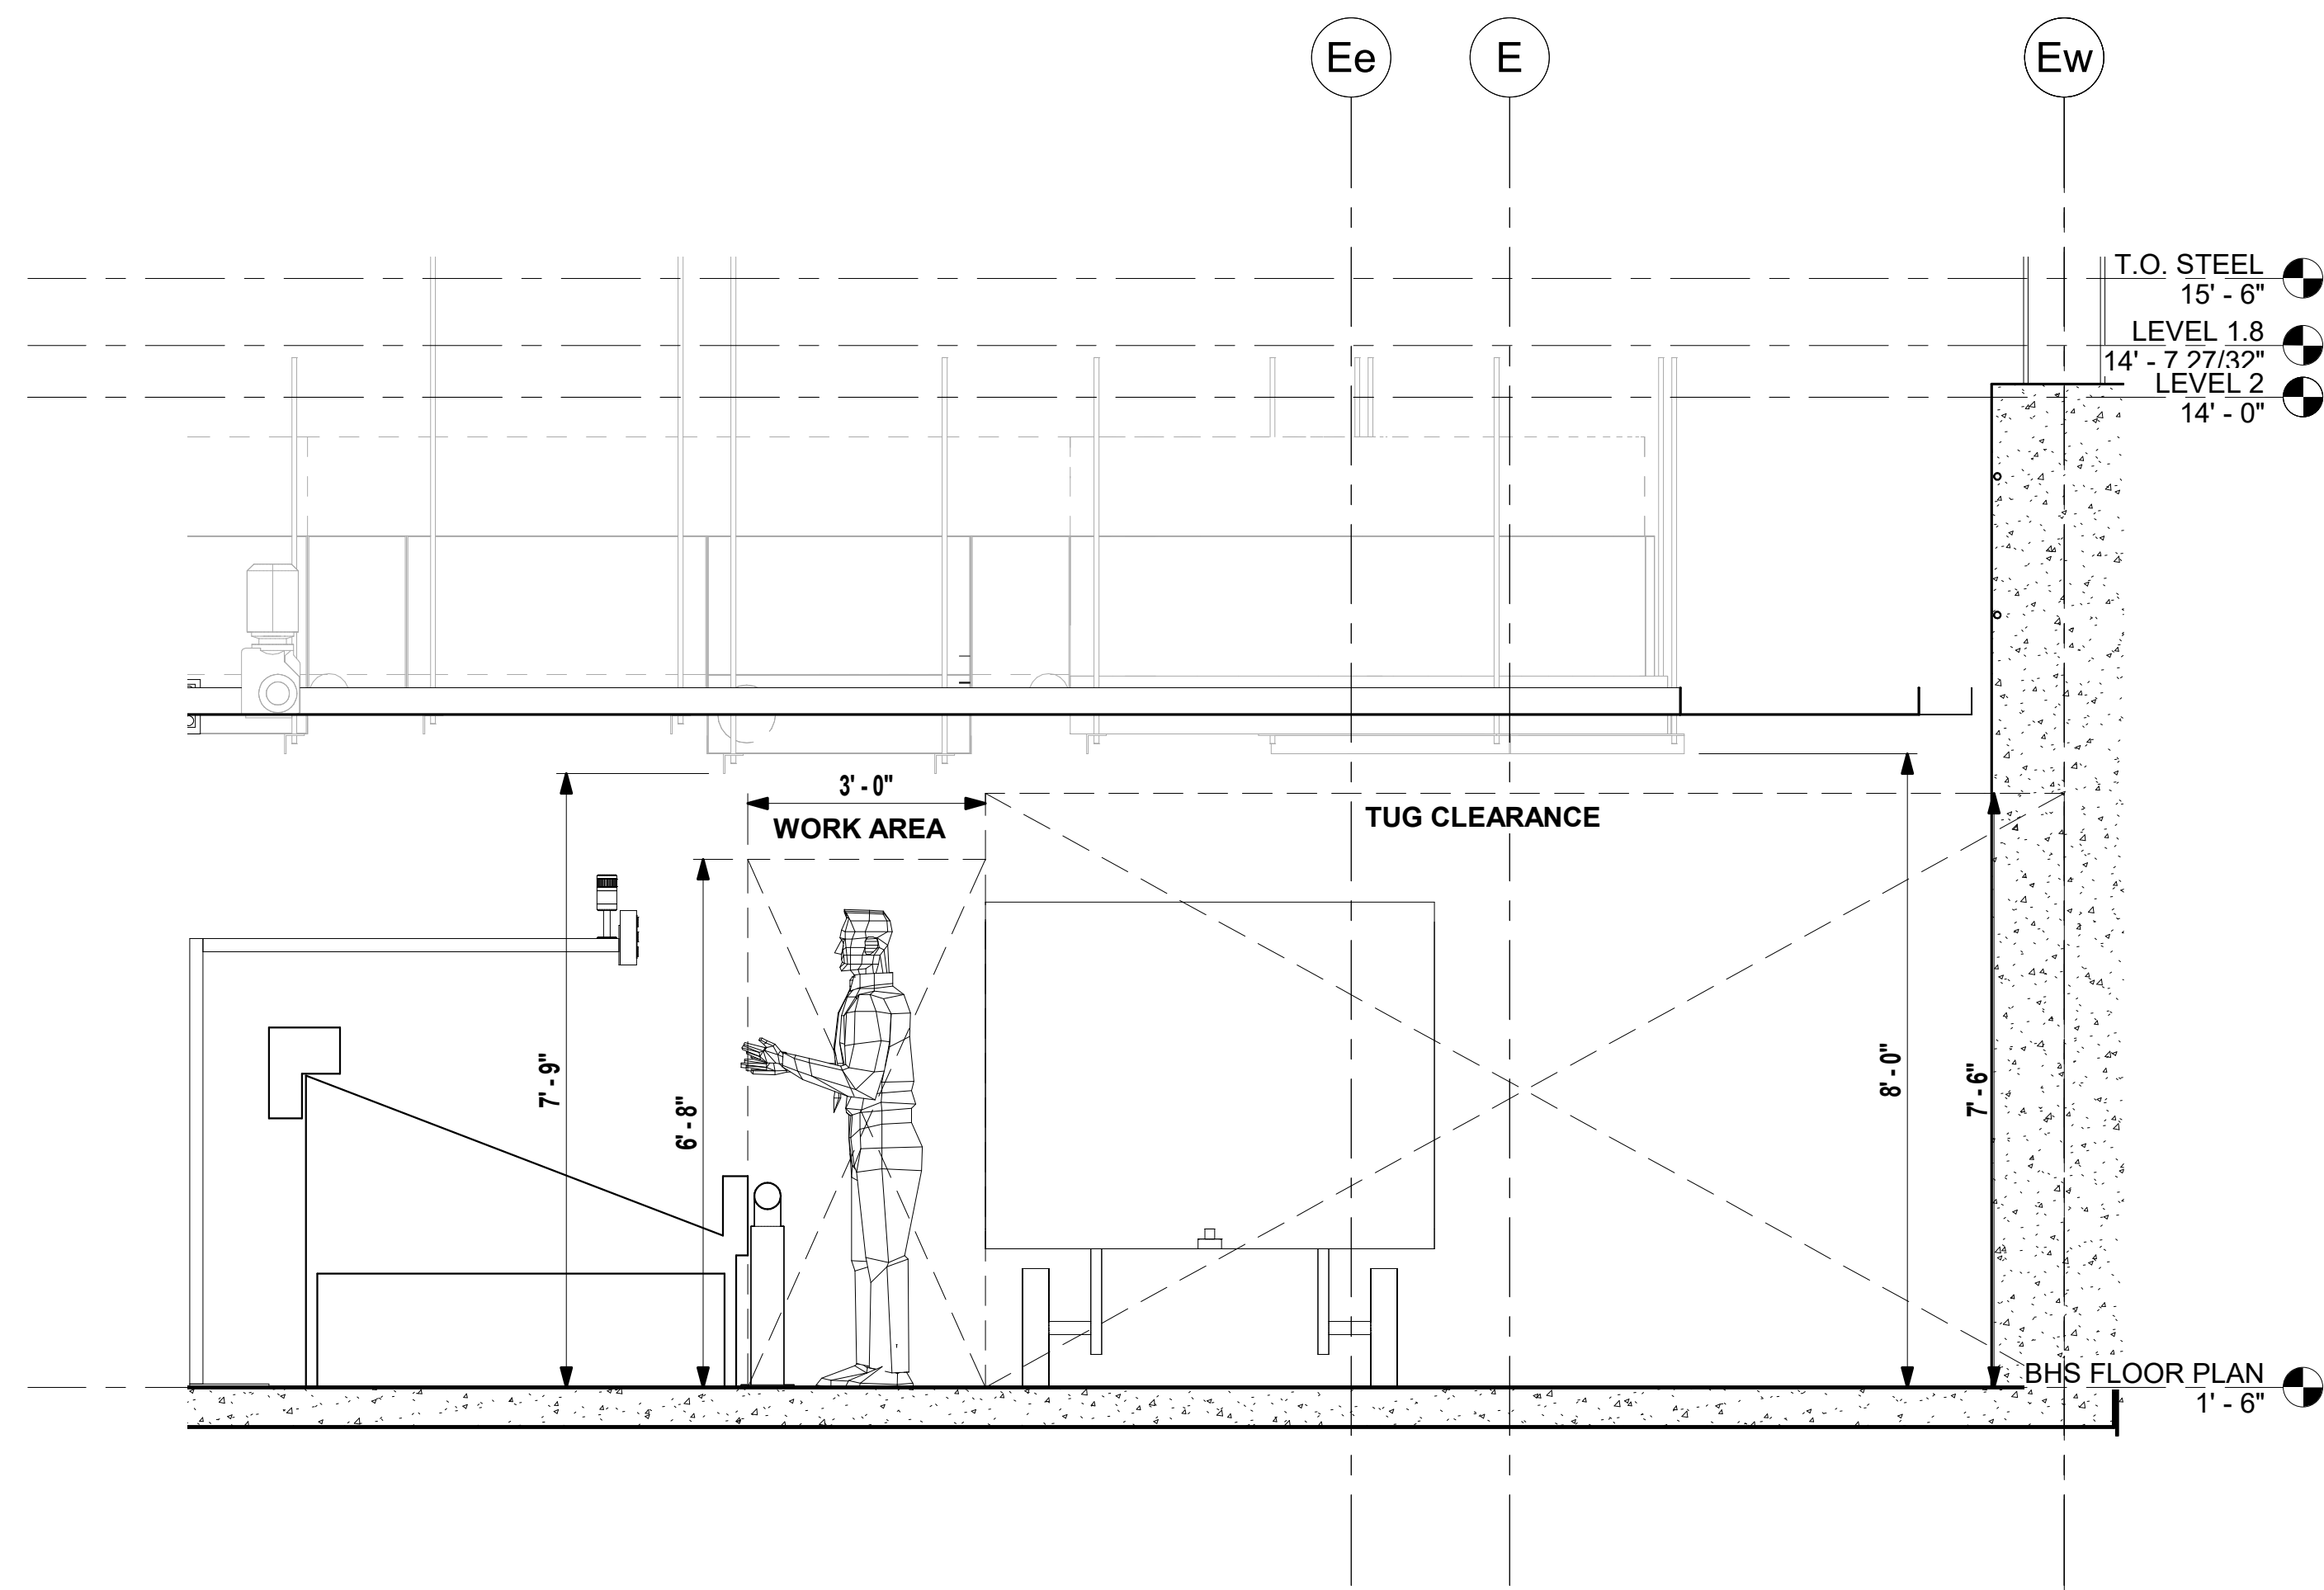 Ee
E
Ew
T.O. STEEL
15' - 6"
LEVEL 1.8
14' - 7 27/32"
LEVEL 2
14' - 0"
3' - 0"
WORK AREA
TUG CLEARANCE
7' - 9"
6' - 8"
8' - 0"
7' - 6"
BHS FLOOR PLAN
1' - 6"